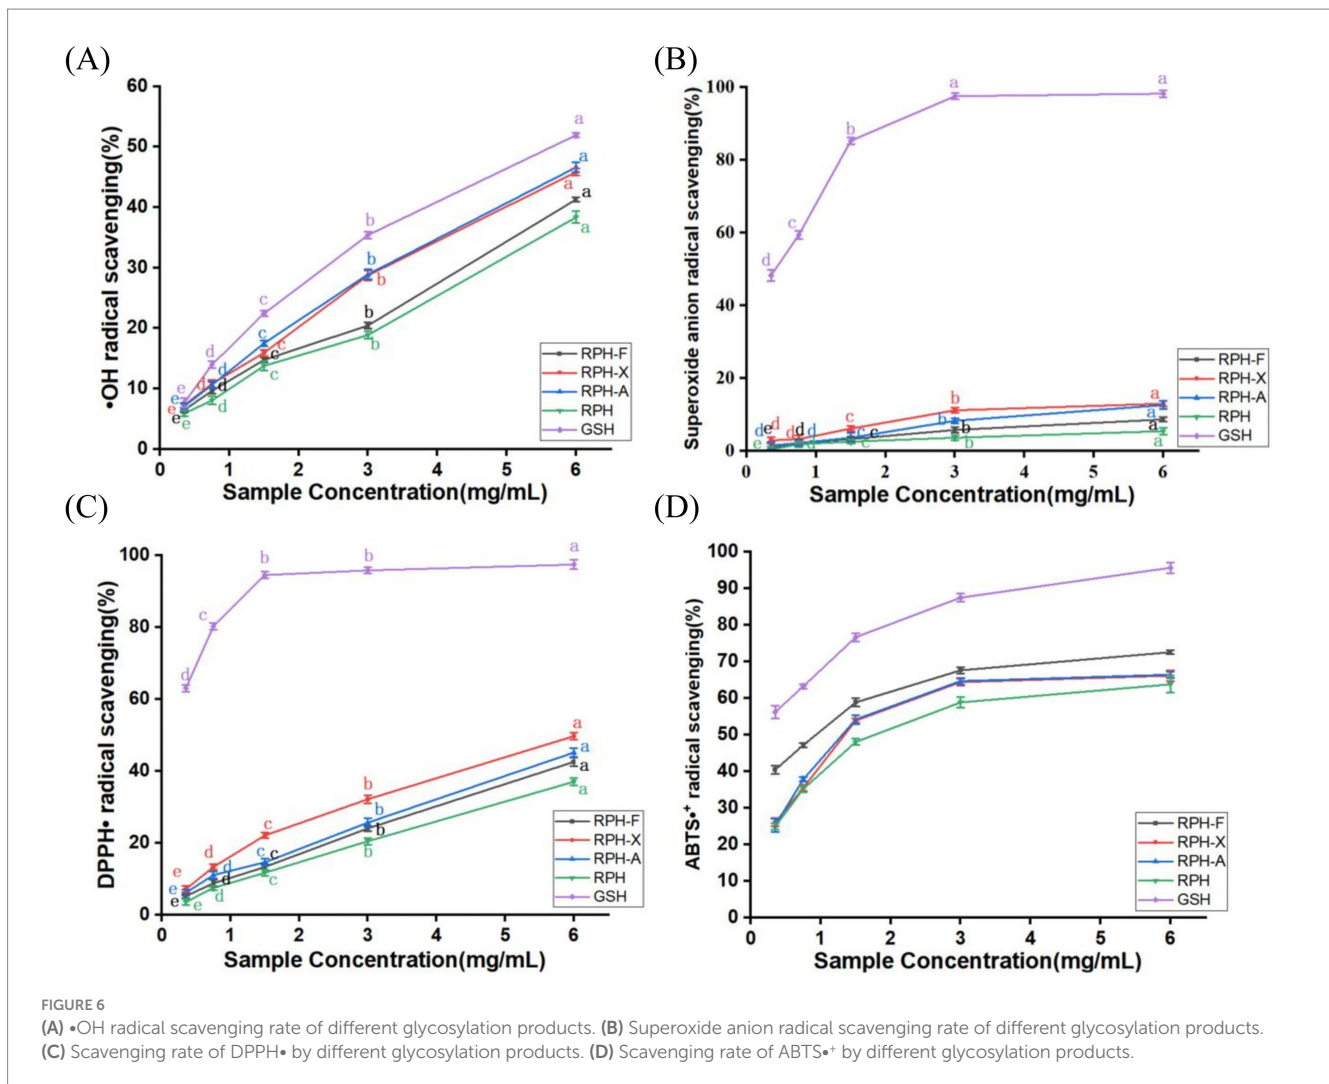 (A)
60
50
40
30
20
10
0
•OH radical scavenging(%)
a
a
a
a
a
b
b
b
b
b
c
c
c
c
c
d
d
d
d
d
e
e
e
e
e
RPH-F
RPH-X
RPH-A
RPH
GSH
0 1 2 3 4 5 6
Sample Concentration(mg/mL)
(B)
100
80
60
40
20
0
Superoxide anion radical scavenging(%)
a
a
b
c
d
a
b
c
d
d
a
b
c
d
d
a
b
c
d
e
a
b
c
d
e
RPH-F
RPH-X
RPH-A
RPH
GSH
0 1 2 3 4 5 6
Sample Concentration(mg/mL)
(C)
100
80
60
40
20
0
DPPH• radical scavenging(%)
a
b
b
c
d
a
b
c
d
e
a
b
c
d
e
a
b
c
d
e
a
b
c
d
e
RPH-F
RPH-X
RPH-A
RPH
GSH
0 1 2 3 4 5 6
Sample Concentration(mg/mL)
(D)
100
90
80
70
60
50
40
30
20
10
0
ABTS•⁺ radical scavenging(%)
RPH-F
RPH-X
RPH-A
RPH
GSH
0 1 2 3 4 5 6
Sample Concentration(mg/mL)
FIGURE 6
(A) •OH radical scavenging rate of different glycosylation products. (B) Superoxide anion radical scavenging rate of different glycosylation products.
(C) Scavenging rate of DPPH• by different glycosylation products. (D) Scavenging rate of ABTS•⁺ by different glycosylation products.